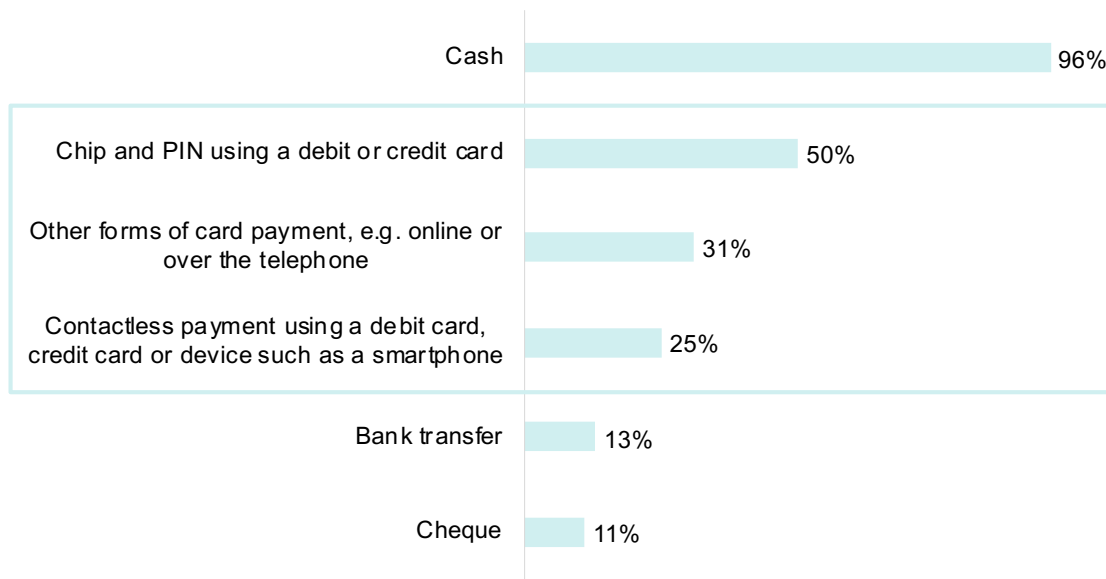 Cash
96%
Chip and PIN using a debit or credit card
50%
Other forms of card payment, e.g. online or
over the telephone
31%
Contactless payment using a debit card,
credit card or device such as a smartphone
25%
Bank transfer
13%
Cheque
11%